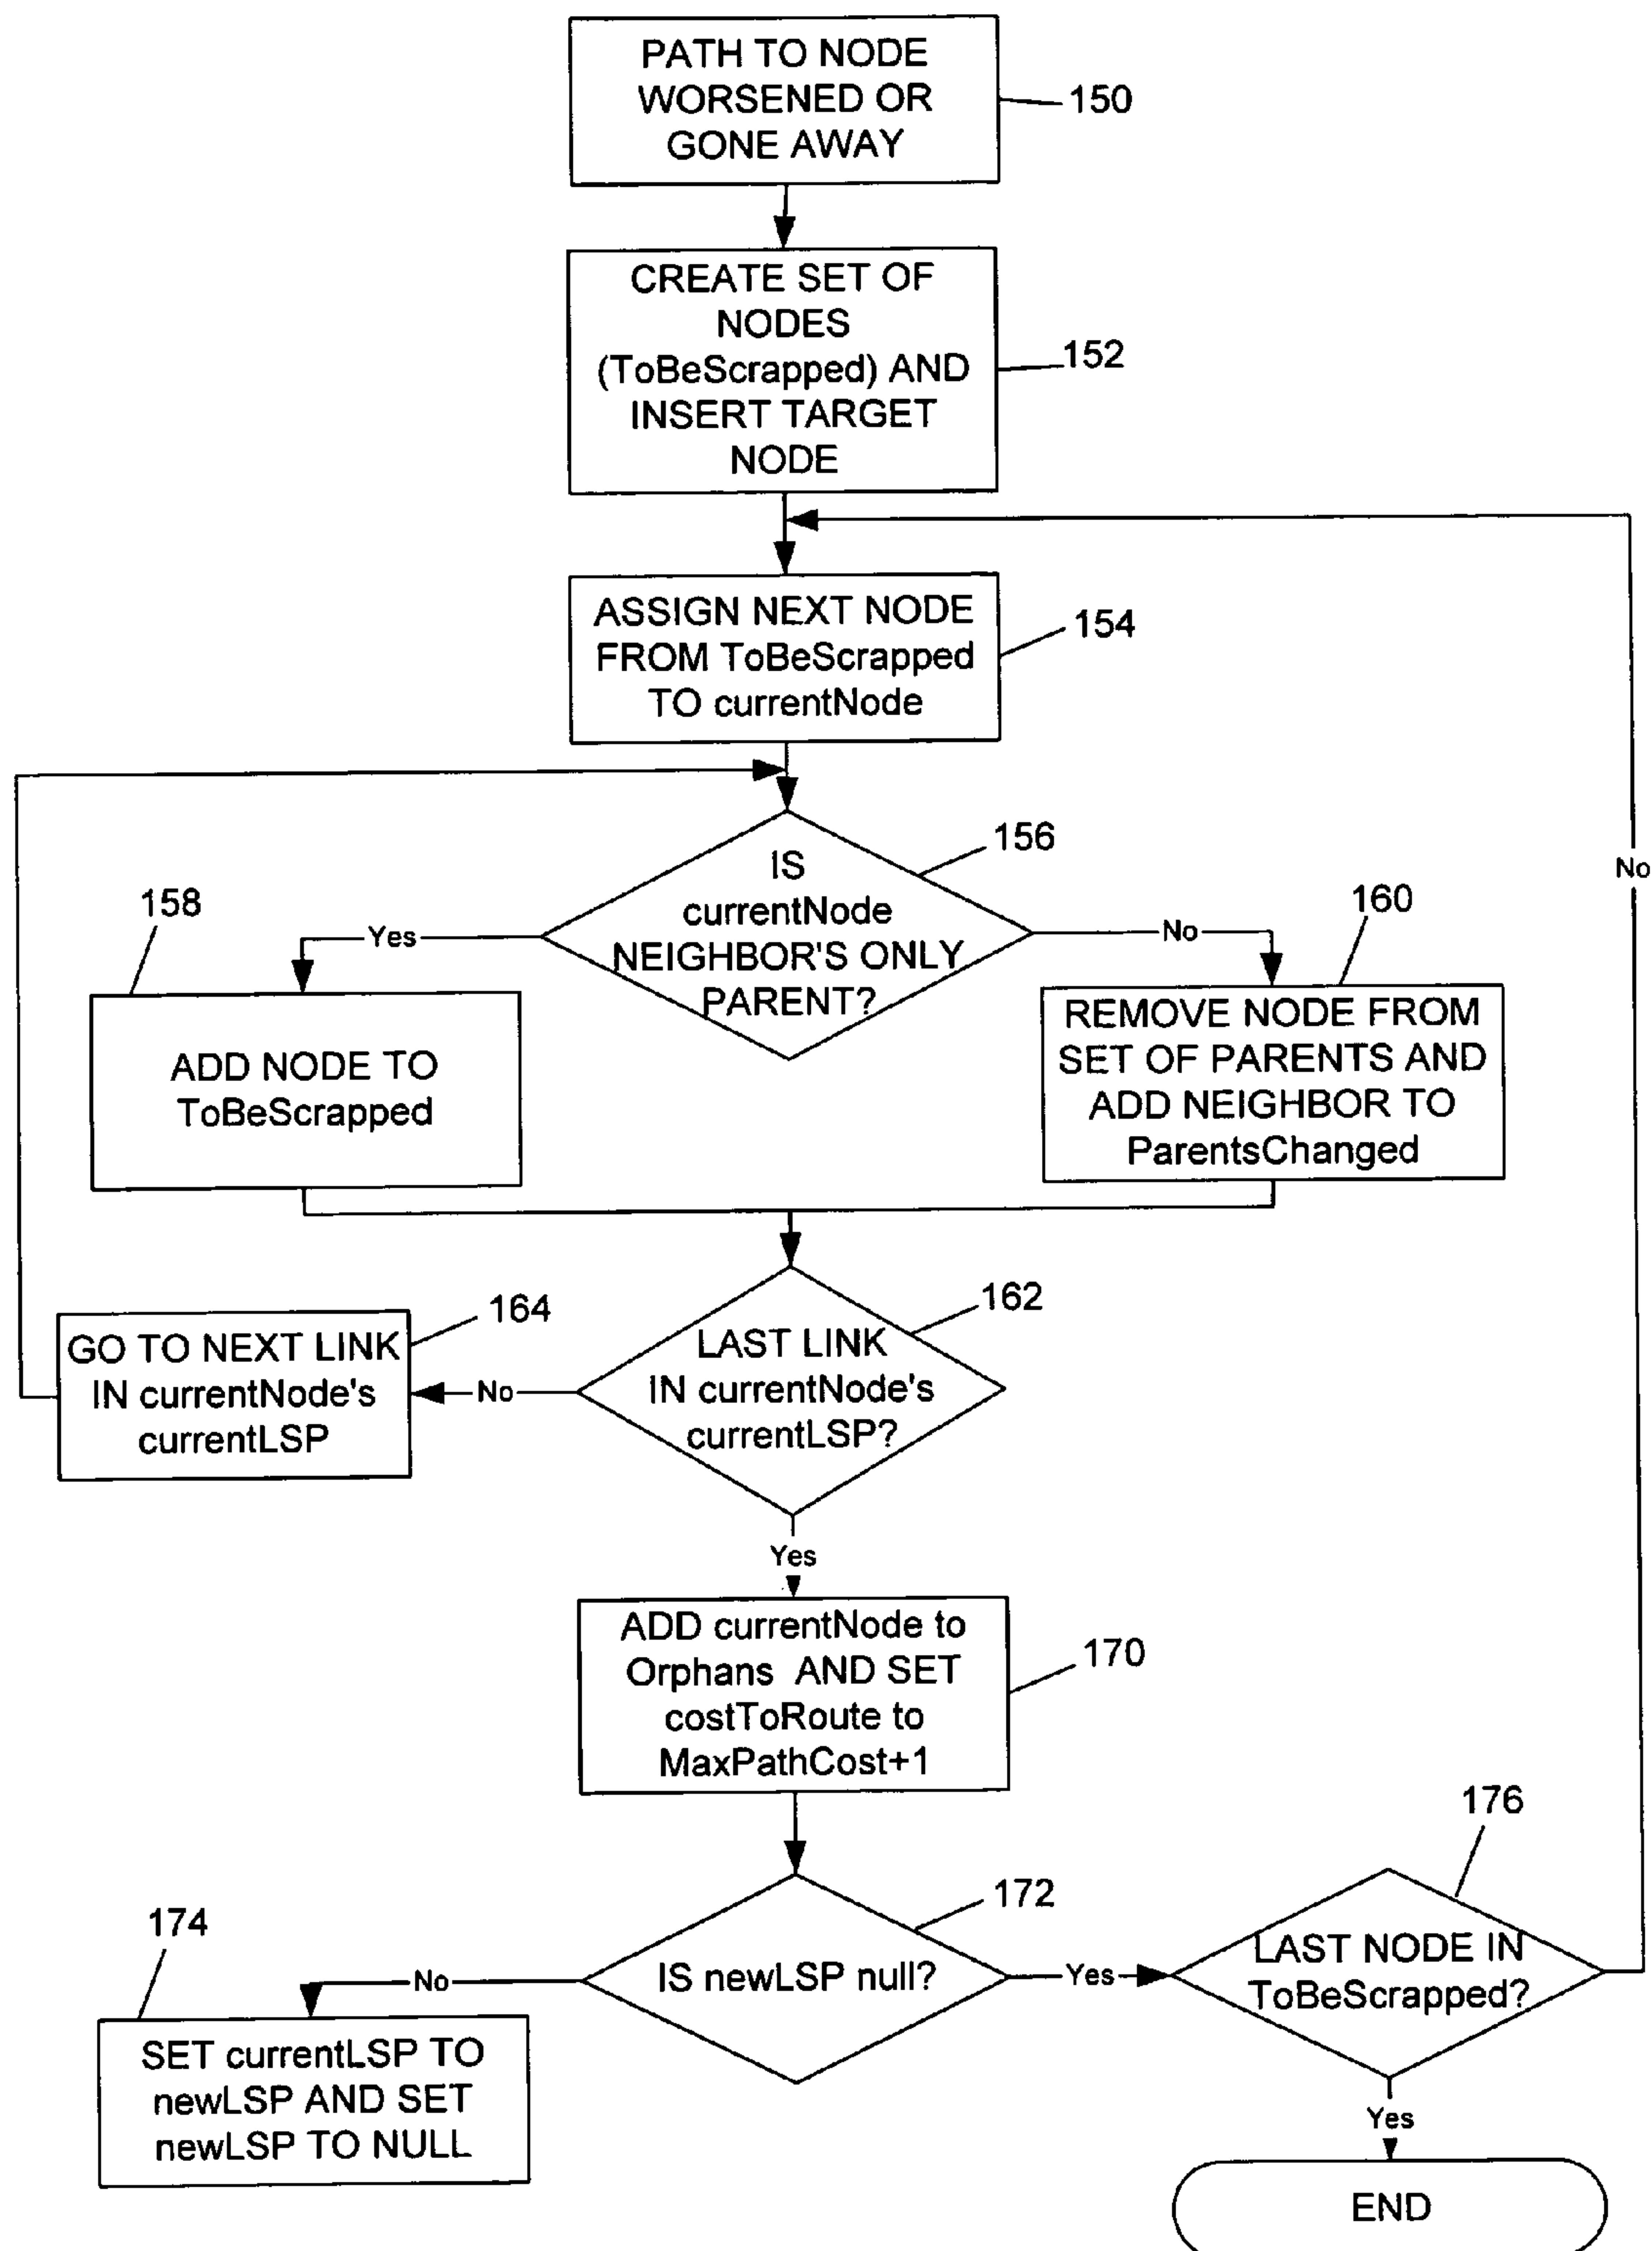 PATH TO NODE
WORSENED OR
GONE AWAY
150
CREATE SET OF
NODES
(ToBeScrapped) AND
INSERT TARGET
NODE
152
ASSIGN NEXT NODE
FROM ToBeScrapped
TO currentNode
154
IS
currentNode
NEIGHBOR'S ONLY
PARENT?
156
No
158
Yes
No
160
ADD NODE TO
ToBeScrapped
REMOVE NODE FROM
SET OF PARENTS AND
ADD NEIGHBOR TO
ParentsChanged
164
GO TO NEXT LINK
IN currentNode's
currentLSP
No
LAST LINK
IN currentNode's
currentLSP?
162
Yes
ADD currentNode to
Orphans AND SET
costToRoute to
MaxPathCost+1
170
172
IS newLSP null?
174
No
Yes
176
SET currentLSP TO
newLSP AND SET
newLSP TO NULL
LAST NODE IN
ToBeScrapped?
Yes
END